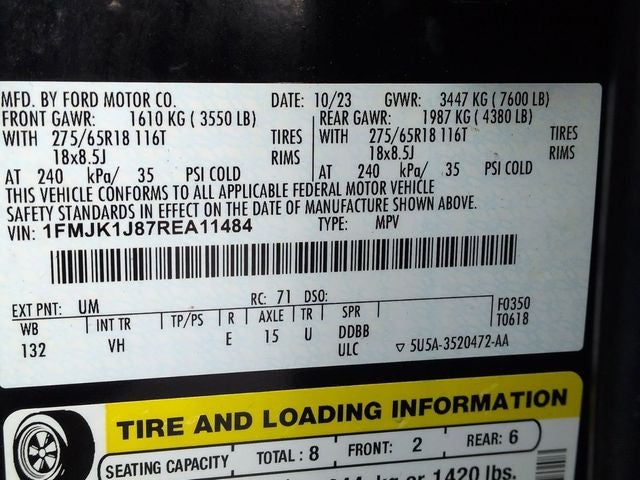 MFD. BY FORD MOTOR CO. DATE: 10/23 GVWR: 3447 KG ( 7600 LB)
FRONT GAWR: 1610 KG ( 3550 LB) REAR GAWR: 1987 KG ( 4380 LB)
WITH 275/65R18 116T TIRES WITH 275/65R18 116T TIRES
18x8.5J RIMS 18x8.5J RIMS
AT 240 kPa/ 35 PSI COLD AT 240 kPa/ 35 PSI COLD
THIS VEHICLE CONFORMS TO ALL APPLICABLE FEDERAL MOTOR VEHICLE
SAFETY STANDARDS IN EFFECT ON THE DATE OF MANUFACTURE SHOWN ABOVE.
VIN: 1FMJK1J87REA11484 TYPE: MPV
EXT PNT: UM RC: 71 DSO: F0350
WB INT TR TP/PS R AXLE TR SPR T0618
132 VH E 15 U DDBB
ULC ▽ 5U5A-3520472-AA
TIRE AND LOADING INFORMATION
SEATING CAPACITY TOTAL : 8 FRONT: 2 REAR: 6
kg or 1420 lbs.